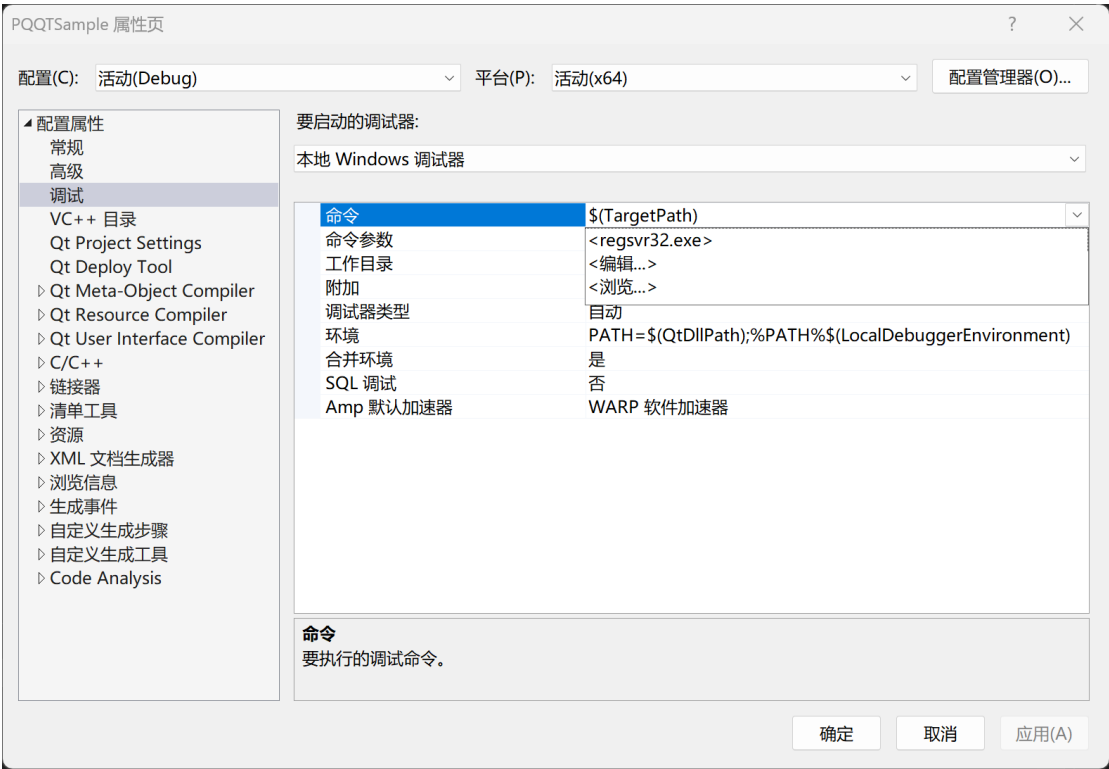 PQQTSample 属性页
配置(C): 活动(Debug) 平台(P): 活动(x64) 配置管理器(O)...
配置属性
常规
高级
调试
VC++ 目录
Qt Project Settings
Qt Deploy Tool
Qt Meta-Object Compiler
Qt Resource Compiler
Qt User Interface Compiler
C/C++
链接器
清单工具
资源
XML 文档生成器
浏览信息
生成事件
自定义生成步骤
自定义生成工具
Code Analysis
要启动的调试器:
本地 Windows 调试器
命令 $(TargetPath)
命令参数 <regsvr32.exe>
工作目录 <编辑...>
附加 <浏览...>
调试器类型 自动
环境 PATH=$(QtDllPath);%PATH%$(LocalDebuggerEnvironment)
合并环境 是
SQL 调试 否
Amp 默认加速器 WARP 软件加速器
命令
要执行的调试命令。
确定 取消 应用(A)